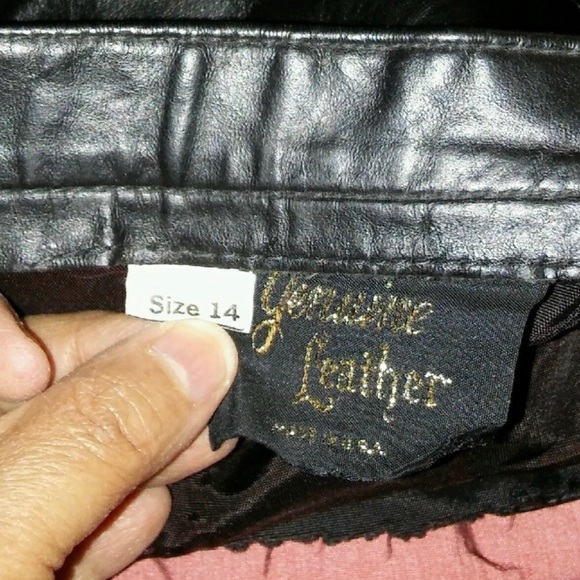 Size 14
Genuine
Leather
MADE IN U.S.A.